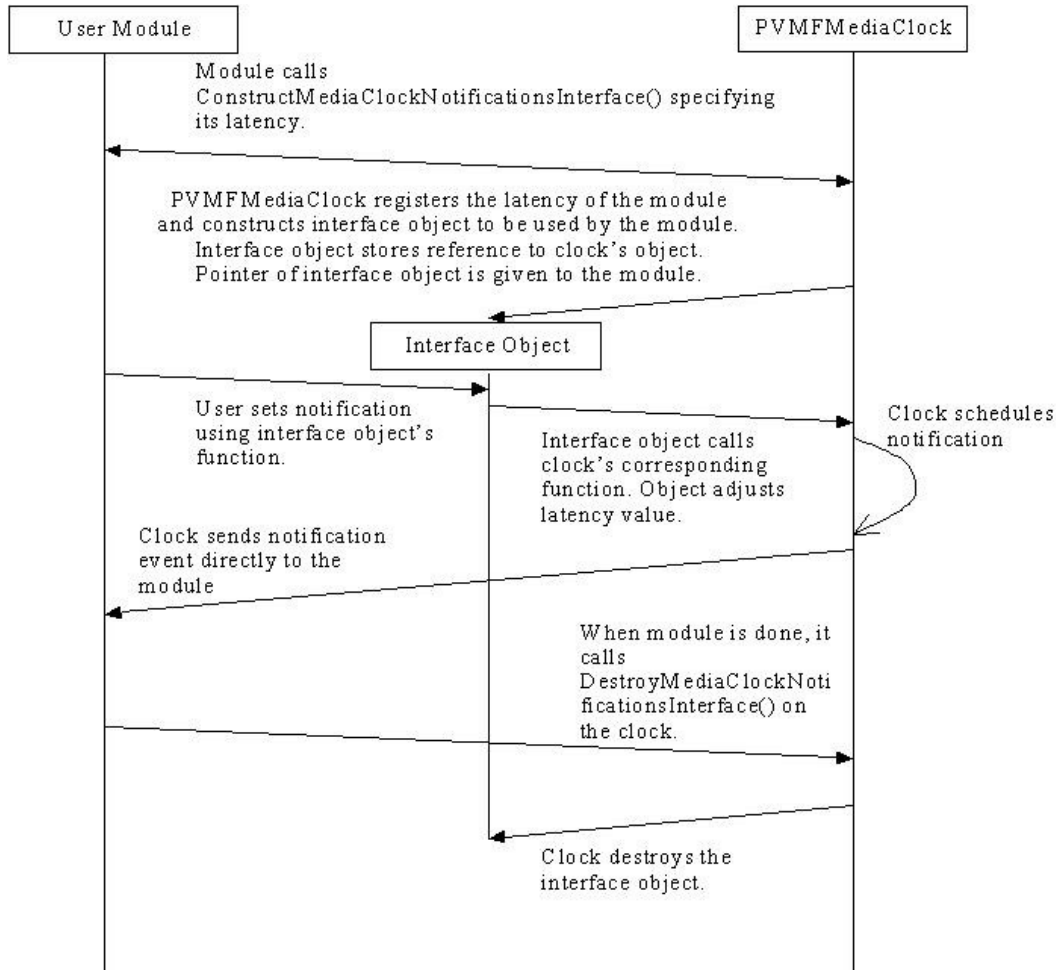 User Module
PVMFMediaClock
Module calls
ConstructMediaClockNotificationsInterface() specifying
its latency.
PVMFMediaClock registers the latency of the module
and constructs interface object to be used by the module.
Interface object stores reference to clock's object.
Pointer of interface object is given to the module.
Interface Object
User sets notification
using interface object's
function.
Interface object calls
clock's corresponding
function. Object adjusts
latency value.
Clock schedules
notification
Clock sends notification
event directly to the
module
When module is done, it
calls
DestroyMediaClockNoti
ficationsInterface() on
the clock.
Clock destroys the
interface object.